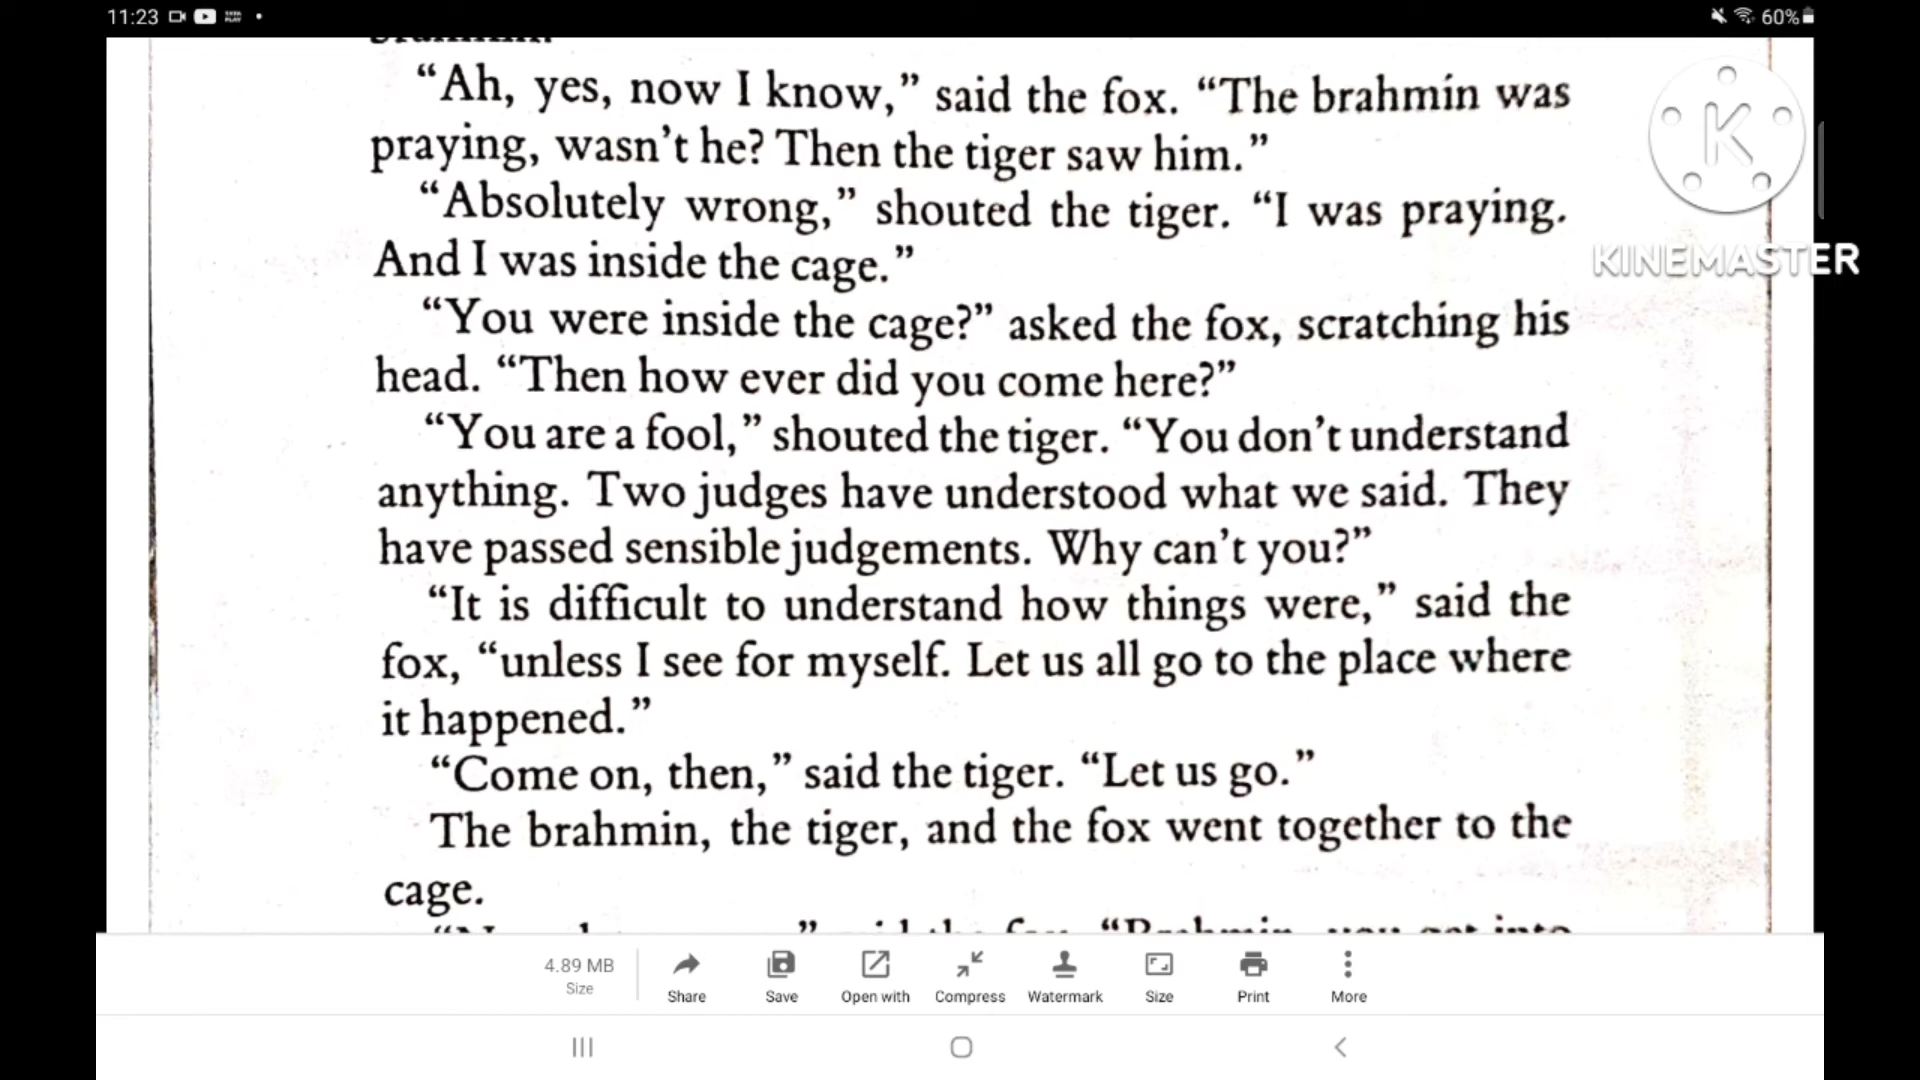 11:23
60%
“Ah, yes, now I know,” said the fox. “The brahmin was
praying, wasn’t he? Then the tiger saw him.”
“Absolutely wrong,” shouted the tiger. “I was praying.
And I was inside the cage.”
“You were inside the cage?” asked the fox, scratching his
head. “Then how ever did you come here?”
“You are a fool,” shouted the tiger. “You don’t understand
anything. Two judges have understood what we said. They
have passed sensible judgements. Why can’t you?”
“It is difficult to understand how things were,” said the
fox, “unless I see for myself. Let us all go to the place where
it happened.”
“Come on, then,” said the tiger. “Let us go.”
The brahmin, the tiger, and the fox went together to the
cage.
K
KINEMASTER
4.89 MB
Size
Share
Save
Open with
Compress
Watermark
Size
Print
More